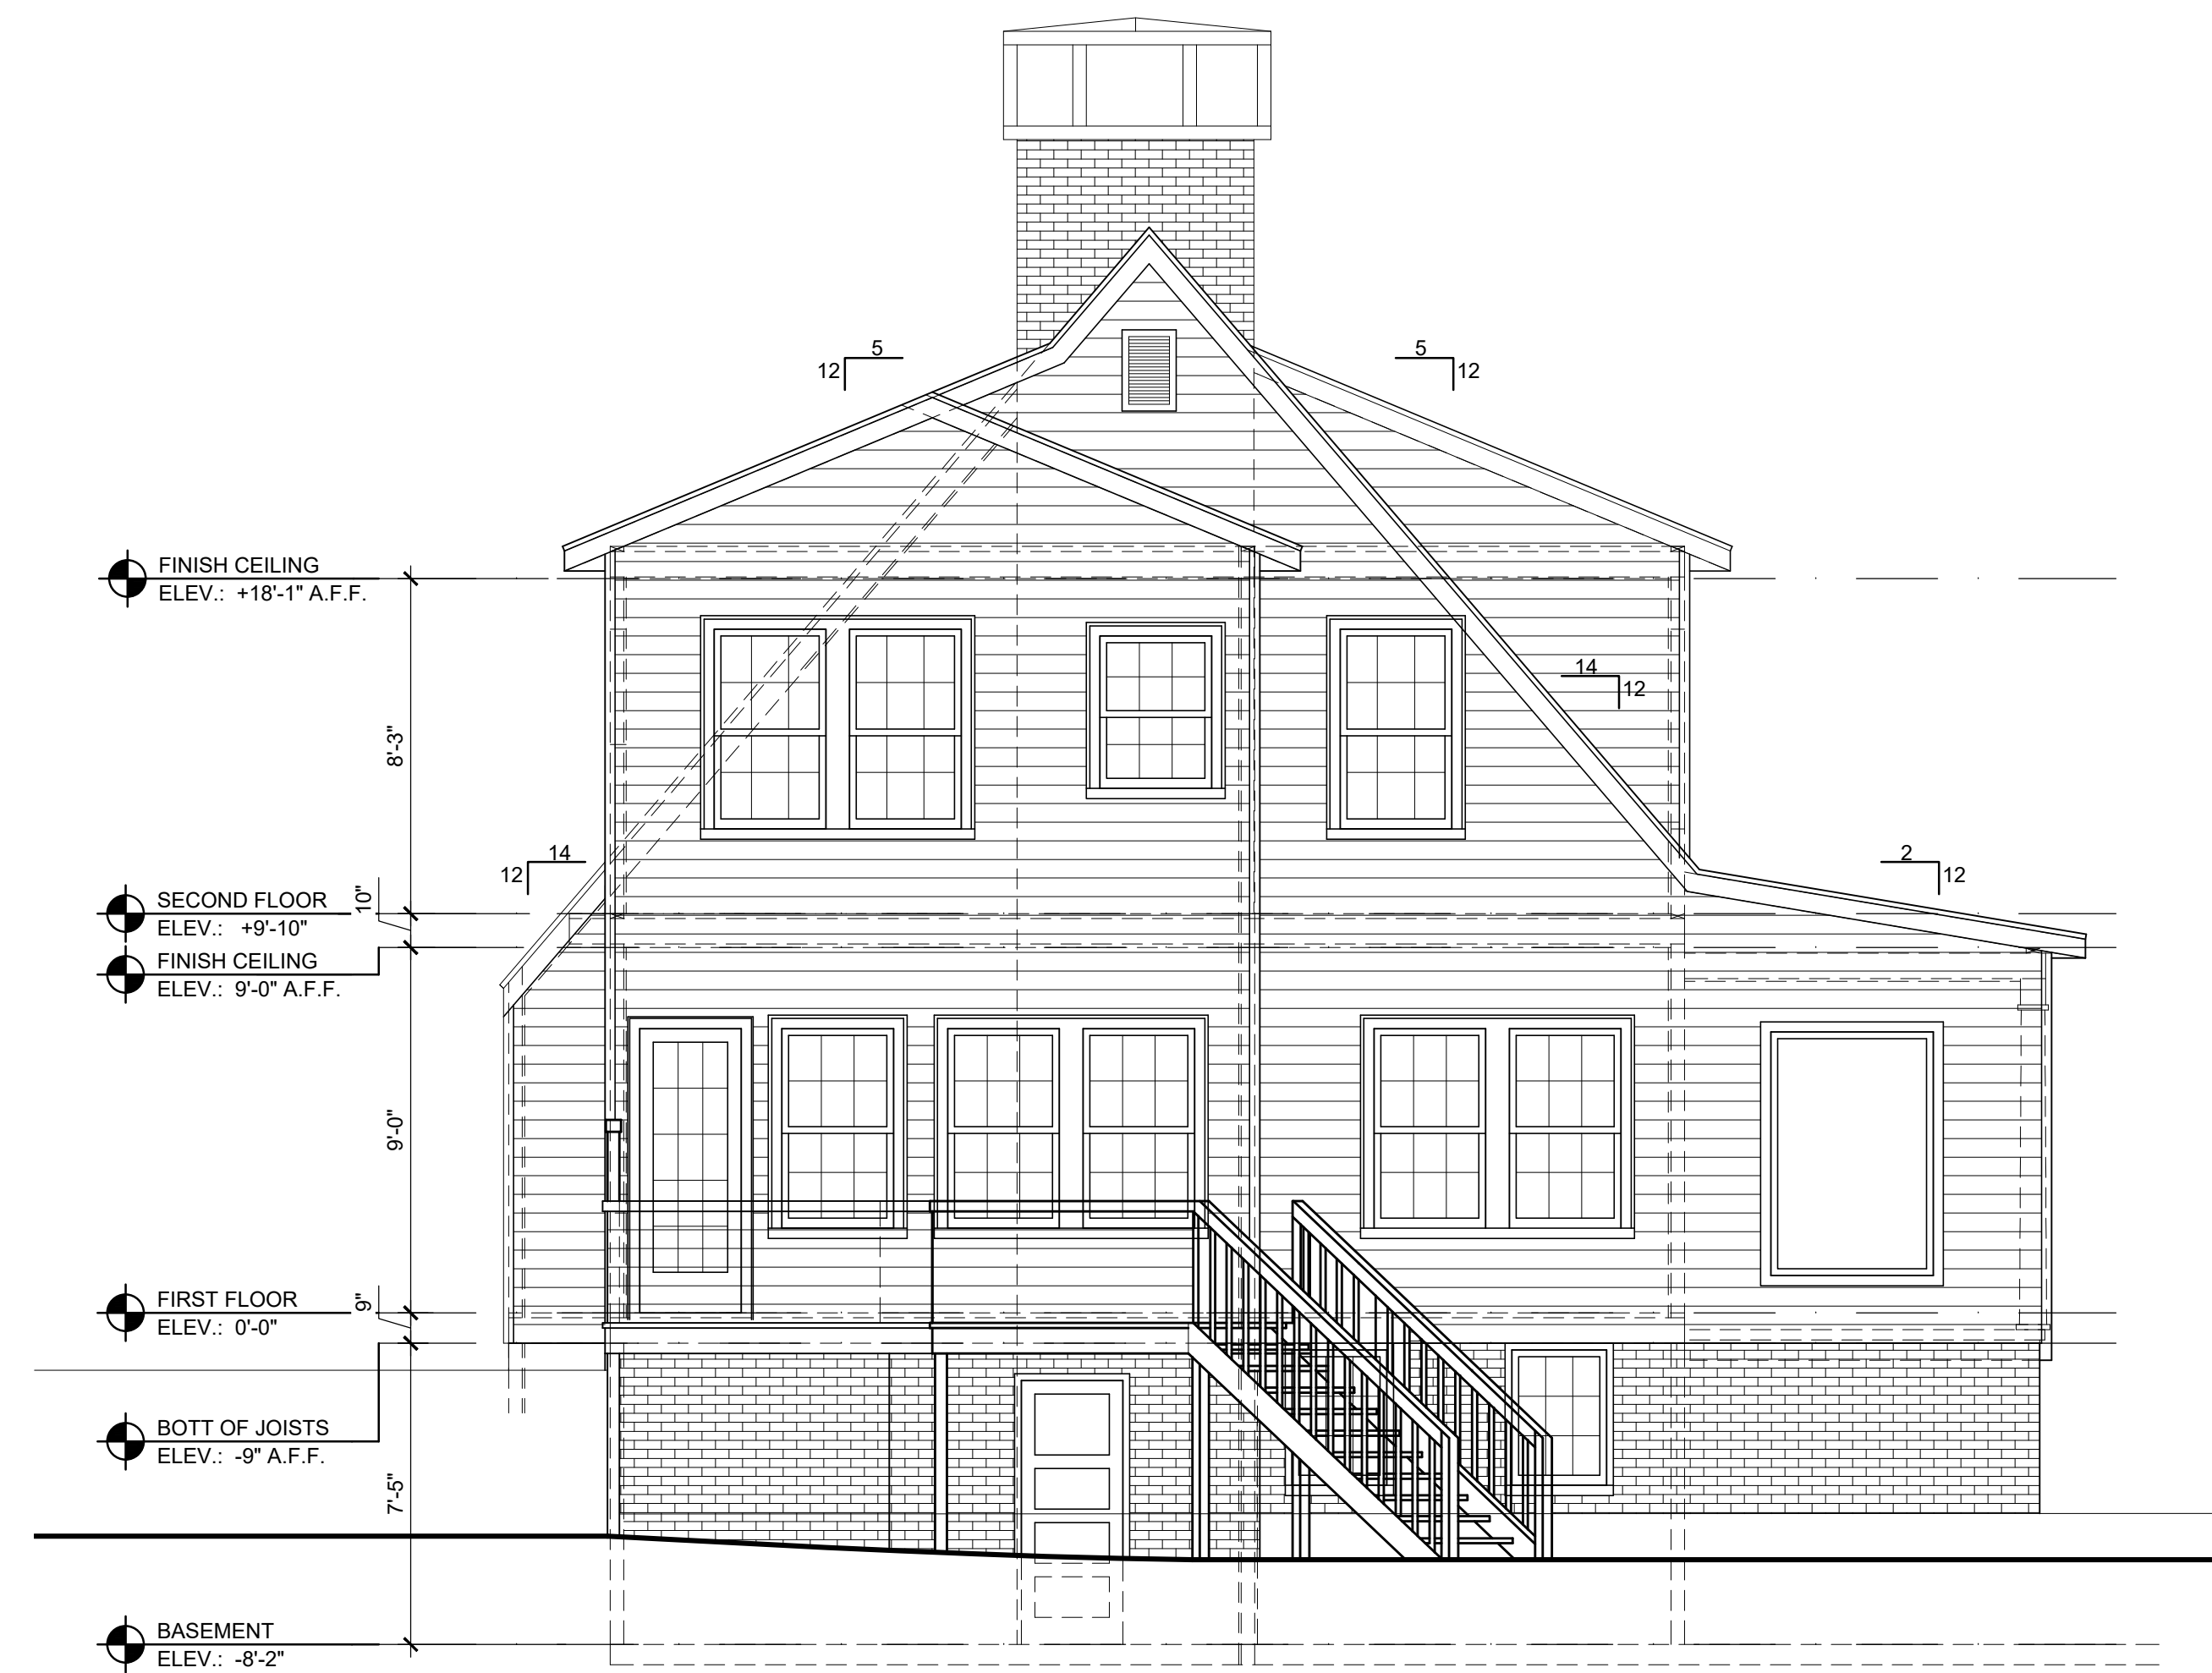 5
12
5
12
FINISH CEILING
ELEV.: +18'-1" A.F.F.
14
12
8'-3"
14
12
2
12
SECOND FLOOR
ELEV.: +9'-10"
10"
FINISH CEILING
ELEV.: 9'-0" A.F.F.
9'-0"
FIRST FLOOR
ELEV.: 0'-0"
9"
BOTT OF JOISTS
ELEV.: -9" A.F.F.
7'-5"
BASEMENT
ELEV.: -8'-2"